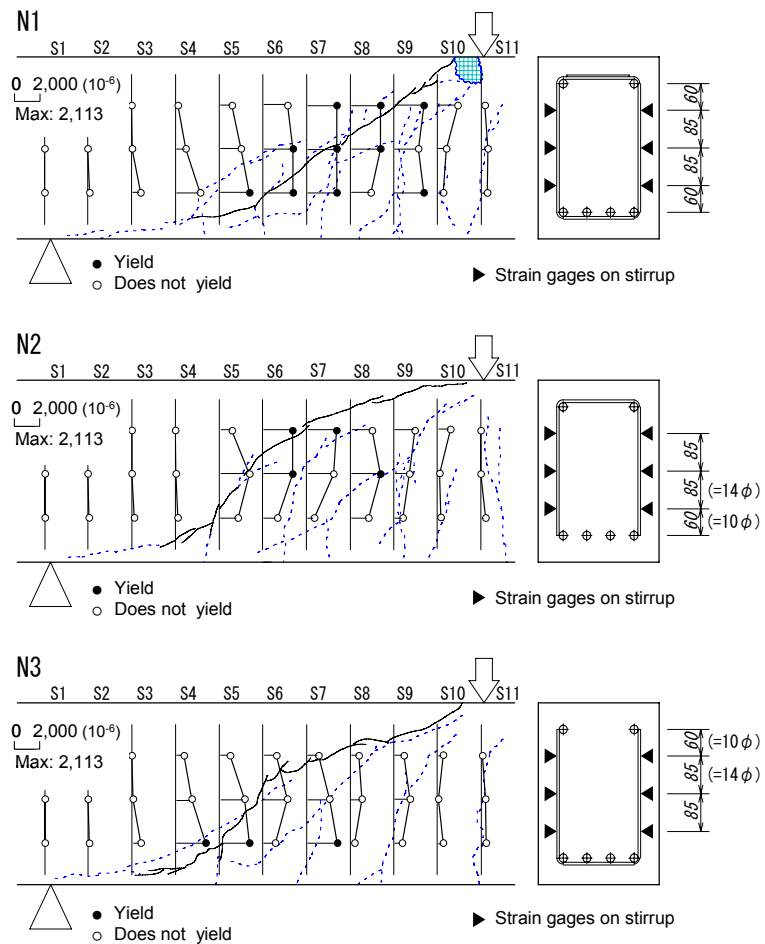 N1
S1 S2 S3 S4 S5 S6 S7 S8 S9 S10 S11
0 2,000 (10-6)
Max: 2,113
60
85
85
60
● Yield
○ Does not yield
▶ Strain gages on stirrup
N2
S1 S2 S3 S4 S5 S6 S7 S8 S9 S10 S11
0 2,000 (10-6)
Max: 2,113
85
85 (=14φ)
60 (=10φ)
● Yield
○ Does not yield
▶ Strain gages on stirrup
N3
S1 S2 S3 S4 S5 S6 S7 S8 S9 S10 S11
0 2,000 (10-6)
Max: 2,113
60 (=10φ)
85 (=14φ)
85
● Yield
○ Does not yield
▶ Strain gages on stirrup